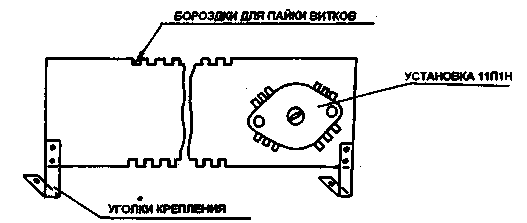 БОРОЗДКИ ДЛЯ ПАЙКИ ВИТКОВ
УСТАНОВКА 11П1Н
УГОЛКИ КРЕПЛЕНИЯ